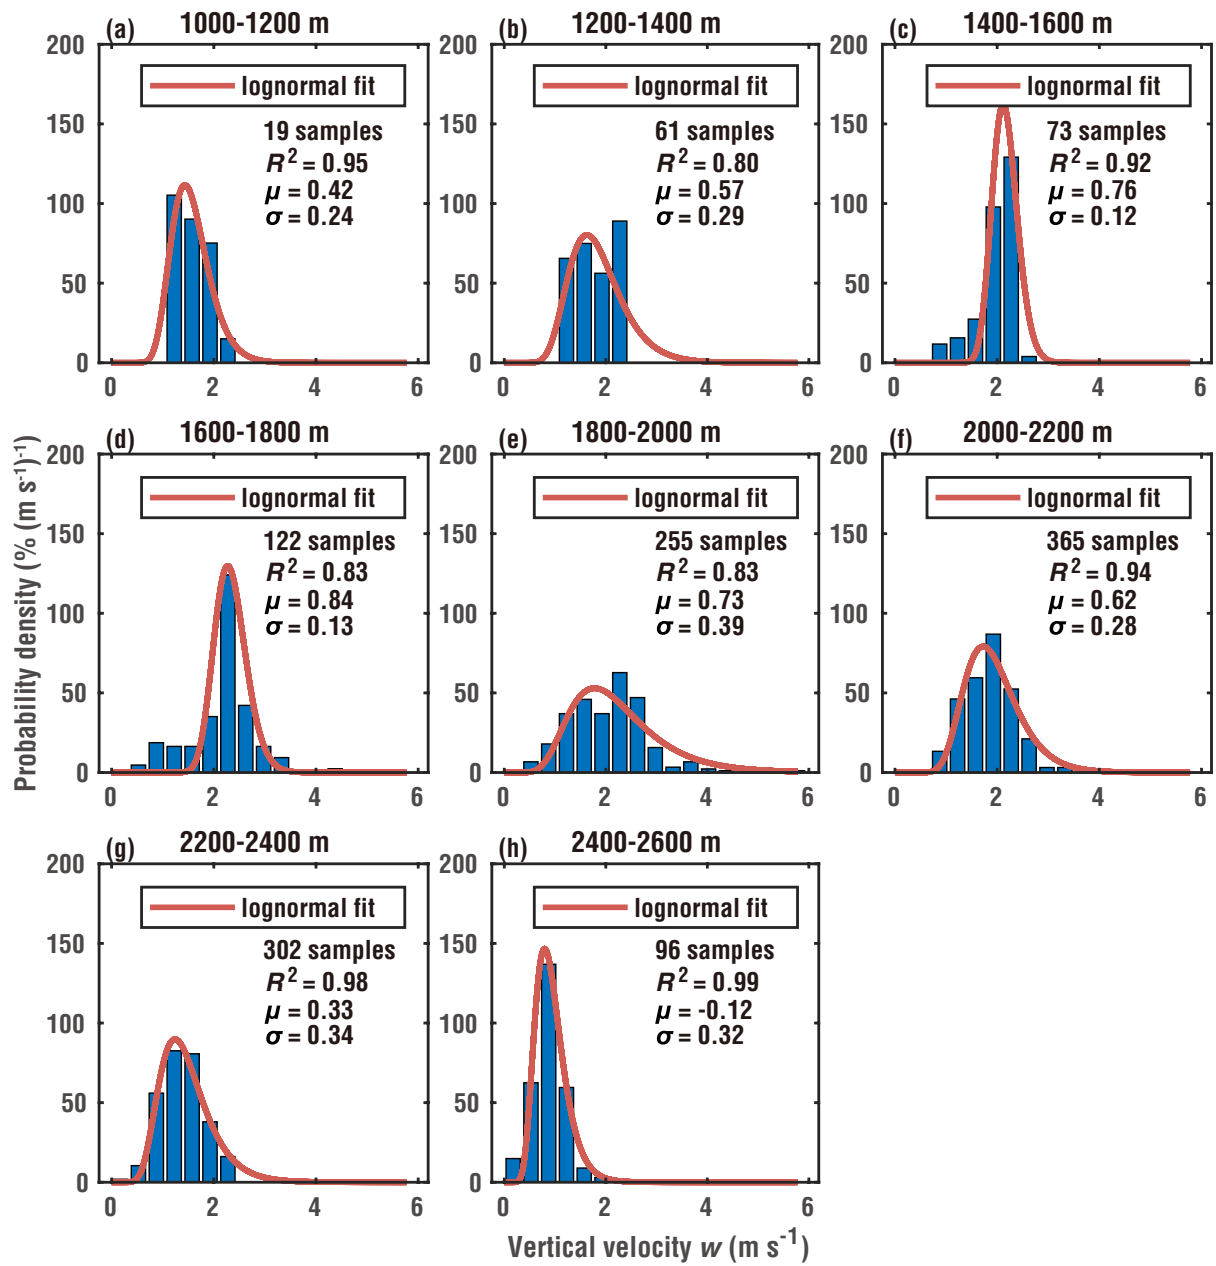 (a) 1000-1200 m
200
150
100
50
0
0 2 4 6
lognormal fit
19 samples
R² = 0.95
μ = 0.42
σ = 0.24
(b) 1200-1400 m
200
150
100
50
0
0 2 4 6
lognormal fit
61 samples
R² = 0.80
μ = 0.57
σ = 0.29
(c) 1400-1600 m
200
150
100
50
0
0 2 4 6
lognormal fit
73 samples
R² = 0.92
μ = 0.76
σ = 0.12
Probability density (% (m s⁻¹)⁻¹)
(d) 1600-1800 m
200
150
100
50
0
0 2 4 6
lognormal fit
122 samples
R² = 0.83
μ = 0.84
σ = 0.13
(e) 1800-2000 m
200
150
100
50
0
0 2 4 6
lognormal fit
255 samples
R² = 0.83
μ = 0.73
σ = 0.39
(f) 2000-2200 m
200
150
100
50
0
0 2 4 6
lognormal fit
365 samples
R² = 0.94
μ = 0.62
σ = 0.28
(g) 2200-2400 m
200
150
100
50
0
0 2 4 6
lognormal fit
302 samples
R² = 0.98
μ = 0.33
σ = 0.34
(h) 2400-2600 m
200
150
100
50
0
0 2 4 6
lognormal fit
96 samples
R² = 0.99
μ = -0.12
σ = 0.32
Vertical velocity w (m s⁻¹)